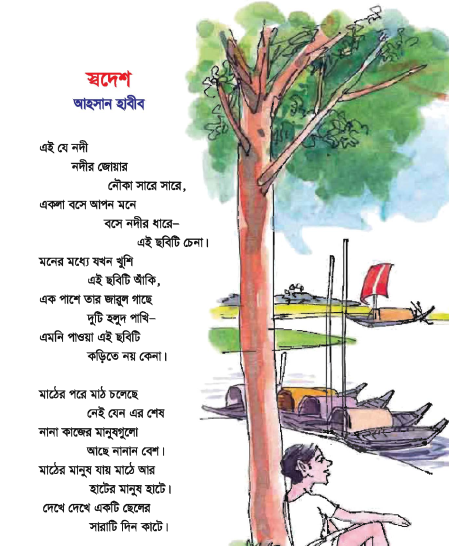 স্বদেশ
আহসান হাবীব
এই যে নদী
নদীর জোয়ার
নৌকা সারে সারে,
একলা বসে আপন মনে
বসে নদীর ধারে–
এই ছবিটি চেনা।
মনের মধ্যে যখন খুশি
এই ছবিটি আঁকি,
এক পাশে তার জারুল গাছে
দুটি হলুদ পাখি–
এমনি পাওয়া এই ছবিটি
কড়িতে নয় কেনা।
মাঠের পরে মাঠ চলেছে
নেই যেন এর শেষ
নানা কাজের মানুষগুলো
আছে নানান বেশ।
মাঠের মানুষ যায় মাঠে আর
হাটের মানুষ হাটে।
দেখে দেখে একটি ছেলের
সারাটি দিন কাটে।